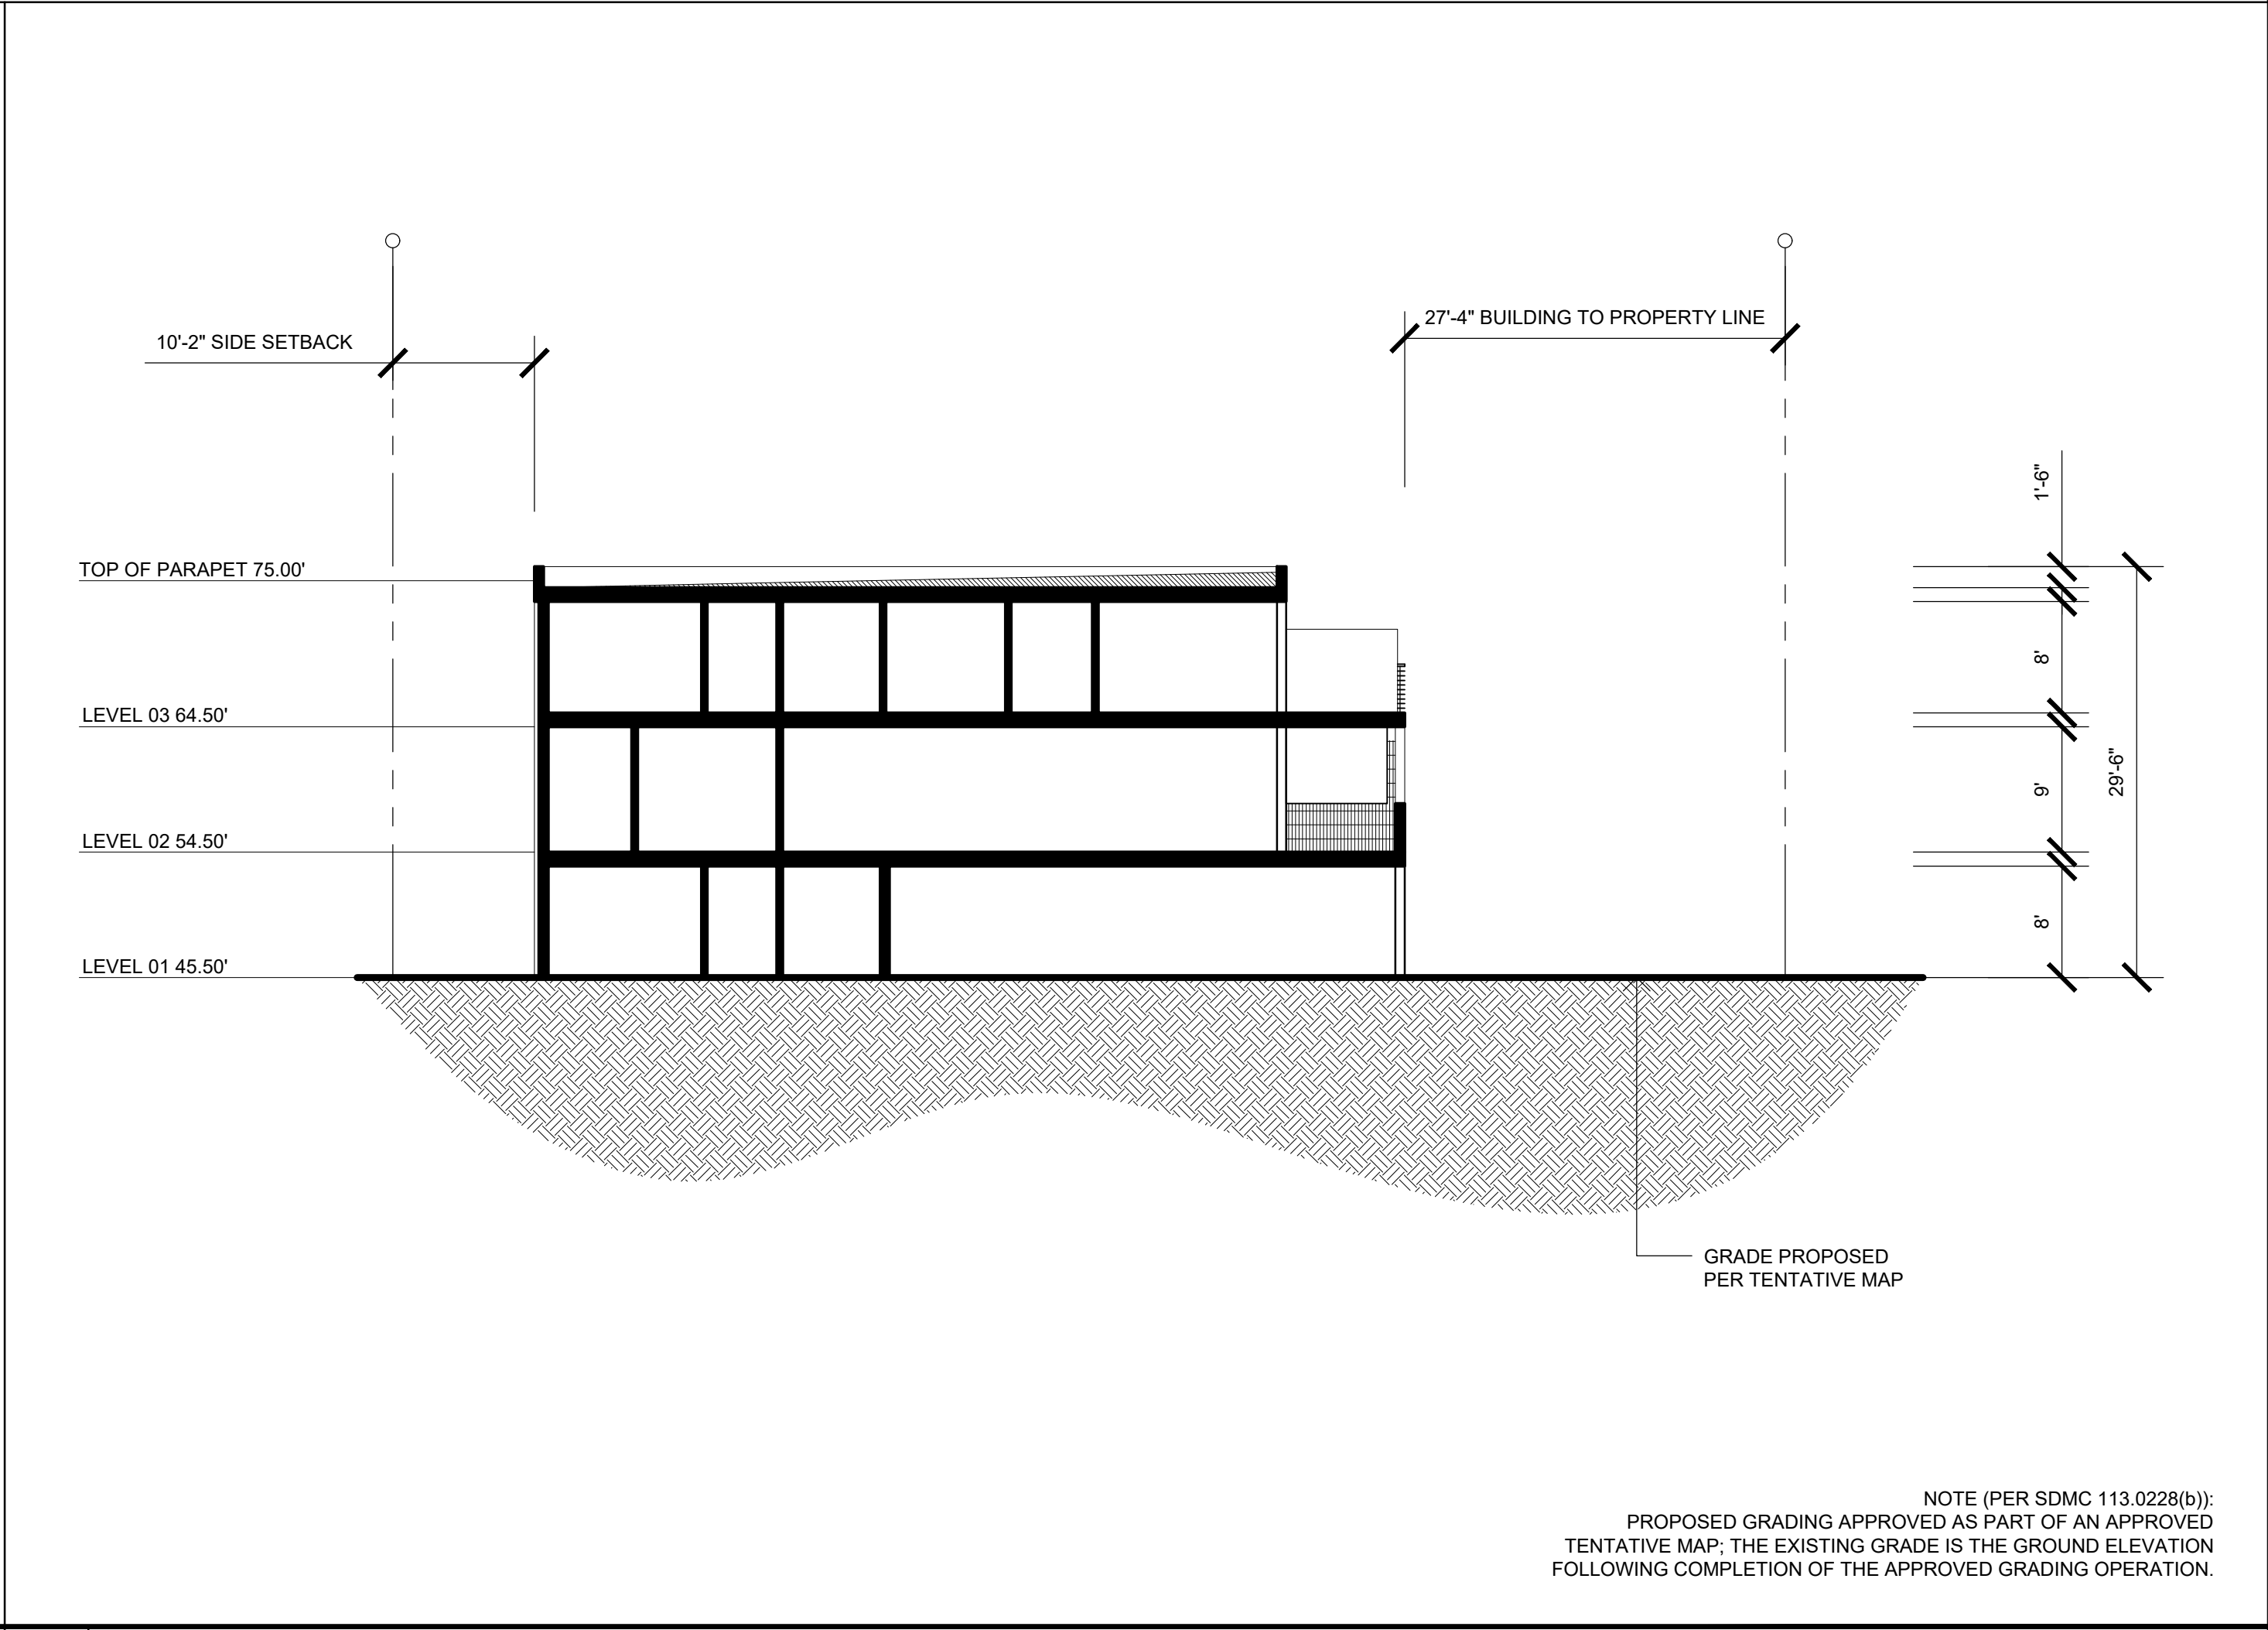 10'-2" SIDE SETBACK
27'-4" BUILDING TO PROPERTY LINE
1'-6"
TOP OF PARAPET 75.00'
8'
LEVEL 03 64.50'
9'
29'-6"
LEVEL 02 54.50'
8'
LEVEL 01 45.50'
GRADE PROPOSED
PER TENTATIVE MAP
NOTE (PER SDMC 113.0228(b)):
PROPOSED GRADING APPROVED AS PART OF AN APPROVED
TENTATIVE MAP; THE EXISTING GRADE IS THE GROUND ELEVATION
FOLLOWING COMPLETION OF THE APPROVED GRADING OPERATION.